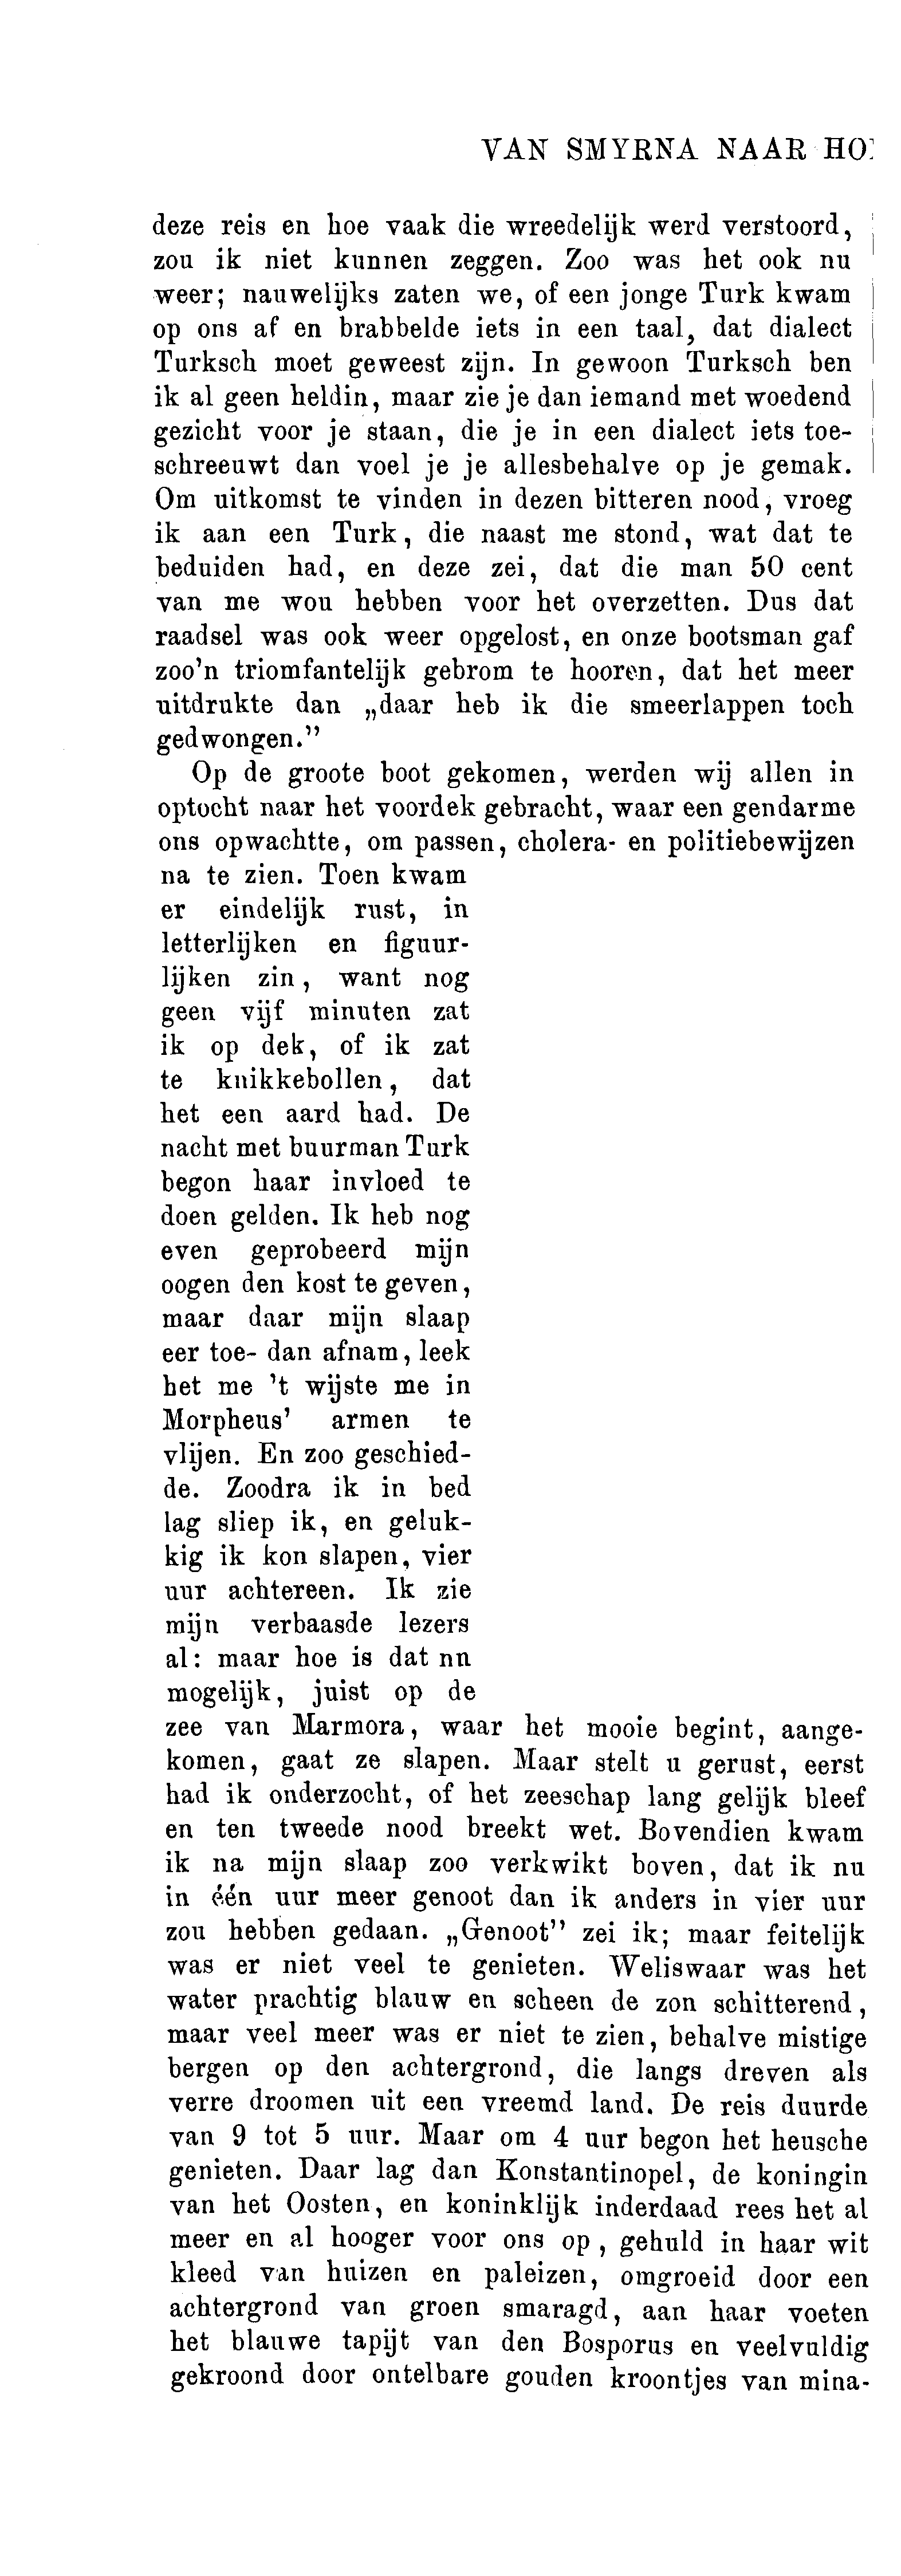 VAN SMYRNA NAAR
deze reis en hoe vaak die wreedelijk werd verstoord,
zou ik niet kunnen zeggen. Zoo was het ook nu
weer; nauwelijks zaten we, of een jonge Turk kwam
op ons af en brabbelde iets in een taal, dat dialect
Turksch moet geweest zijn. In gewoon Turksch ben
ik al geen heldin, maar zie je dan iemand met woedend
gezicht voor je staan, die je in een dialect iets toe-
schreeuwt dan voel je je allesbehalve op je gemak.
Om uitkomst te vinden in dezen bitteren nood, vroeg
ik aan een Turk, die naast me stond, wat dat te
beduiden had, en deze zei, dat die man 50 cent
van me wou hebben voor het overzetten. Dus dat
raadsel was ook weer opgelost, en onze bootsman gaf
zoo'n triomfantelijk gebrom te hooren, dat het meer
uitdrukte dan „daar heb ik die smeerlappen toch
gedwongen.”
Op de groote boot gekomen, werden wij allen in
optocht naar het voordek gebracht, waar een gendarme
ons opwachtte, om passen, cholera- en politiebewijzen
na te zien. Toen kwam
er eindelijk rust, in
letterlijken en figuur-
lijken zin, want nog
geen vijf minuten zat
ik op dek, of ik zat
te knikkebollen, dat
het een aard had. De
nacht met buurman Turk
begon haar invloed te
doen gelden. Ik heb nog
even geprobeerd mijn
oogen den kost te geven,
maar daar mijn slaap
eer toe- dan afnam, leek
het me 't wijste me in
Morpheus' armen te
vlijen. En zoo geschied-
de. Zoodra ik in bed
lag sliep ik, en geluk-
kig ik kon slapen, vier
uur achtereen. Ik zie
mijn verbaasde lezers
al: maar hoe is dat nu
mogelijk, juist op de
zee van Marmora, waar het mooie begint, aange-
komen, gaat ze slapen. Maar stelt u gerust, eerst
had ik onderzocht, of het zeeschap lang gelijk bleef
en ten tweede nood breekt wet. Bovendien kwam
ik na mijn slaap zoo verkwikt boven, dat ik nu
in één uur meer genoot dan ik anders in vier uur
zou hebben gedaan. „Genoot” zei ik; maar feitelijk
was er niet veel te genieten. Weliswaar was het
water prachtig blauw en scheen de zon schitterend,
maar veel meer was er niet te zien, behalve mistige
bergen op den achtergrond, die langs dreven als
verre droomen uit een vreemd land. De reis duurde
van 9 tot 5 uur. Maar om 4 uur begon het heusche
genieten. Daar lag dan Konstantinopel, de koningin
van het Oosten, en koninklijk inderdaad rees het al
meer en al hooger voor ons op, gehuld in haar wit
kleed van huizen en paleizen, omgroeid door een
achtergrond van groen smaragd, aan haar voeten
het blauwe tapijt van den Bosporus en veelvuldig
gekroond door ontelbare gouden kroontjes van mina-